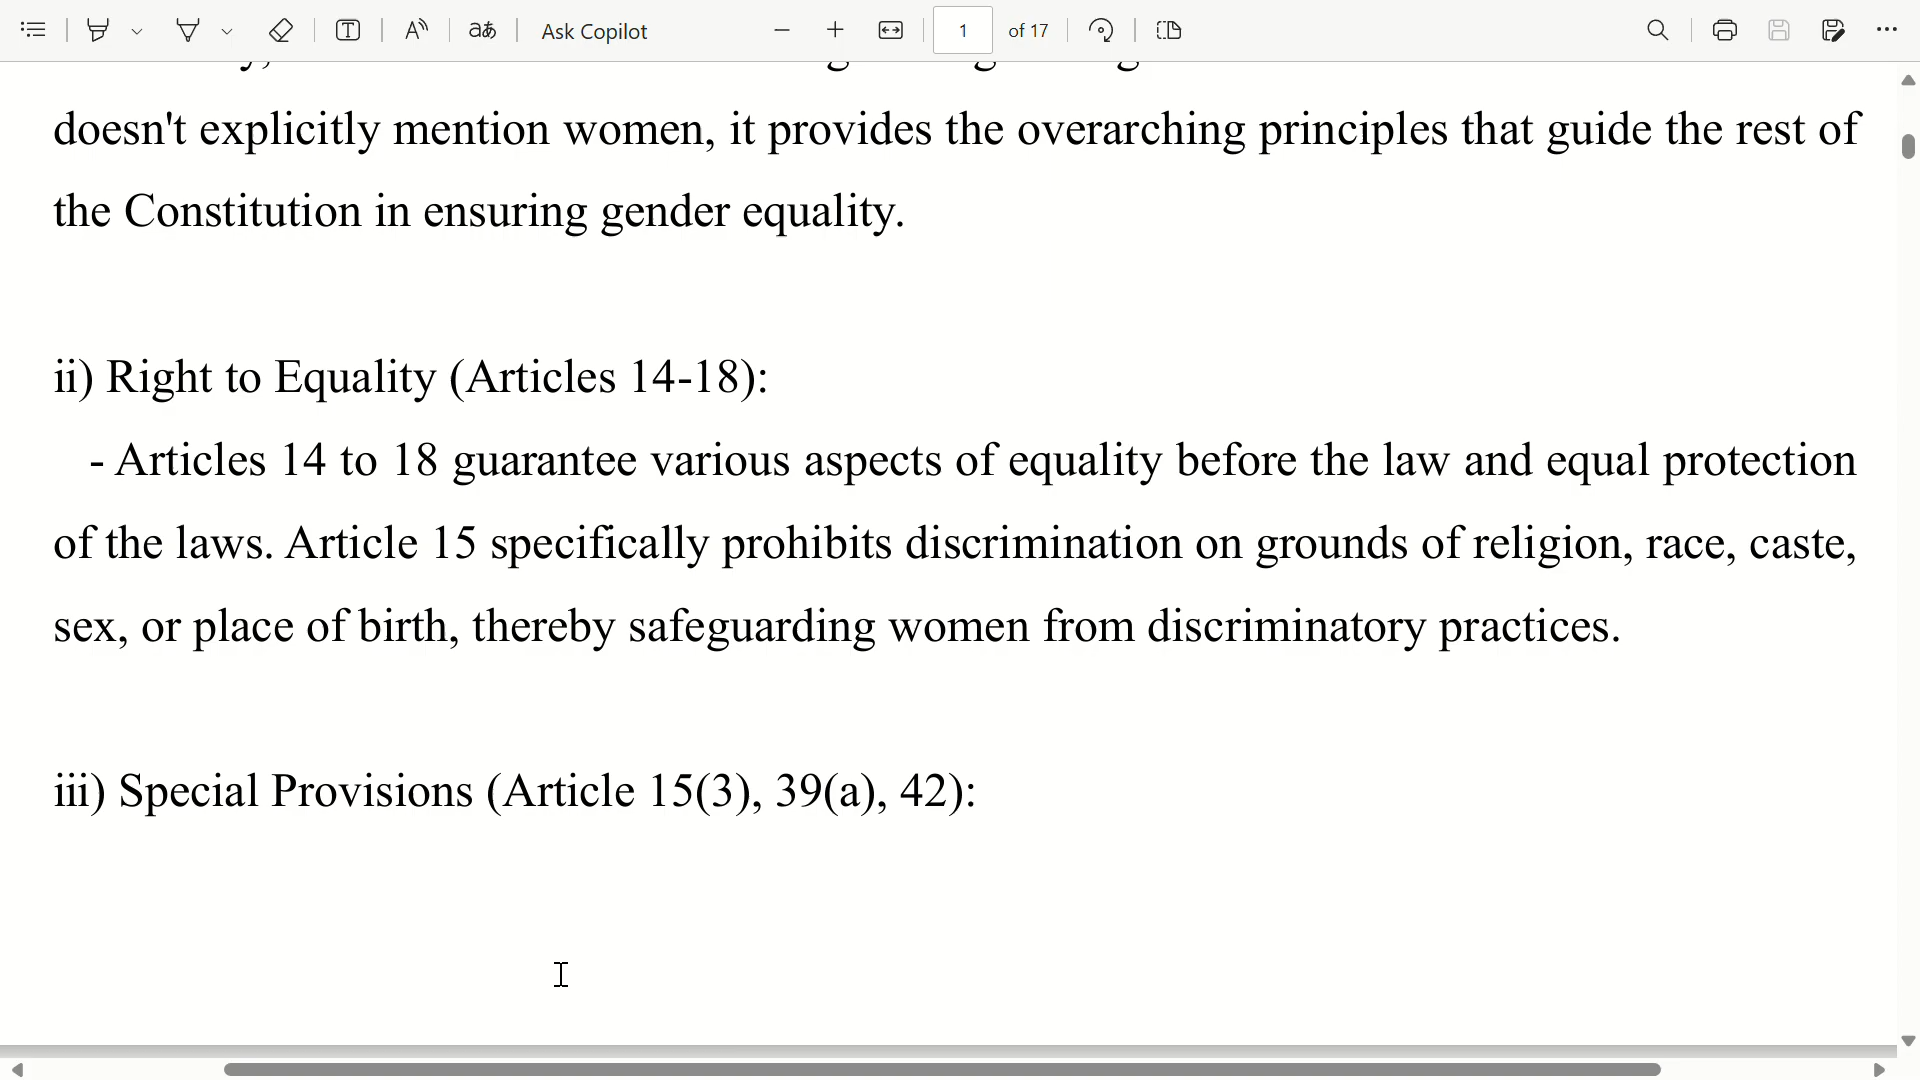 Ask Copilot
1 of 17
doesn't explicitly mention women, it provides the overarching principles that guide the rest of
the Constitution in ensuring gender equality.
ii) Right to Equality (Articles 14-18):
- Articles 14 to 18 guarantee various aspects of equality before the law and equal protection
of the laws. Article 15 specifically prohibits discrimination on grounds of religion, race, caste,
sex, or place of birth, thereby safeguarding women from discriminatory practices.
iii) Special Provisions (Article 15(3), 39(a), 42):